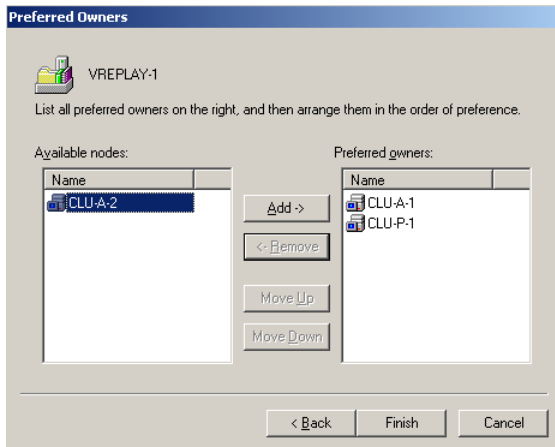 Preferred Owners
VREPLAY-1
List all preferred owners on the right, and then arrange them in the order of preference.
Available nodes:
Preferred owners:
Name
Name
CLU-A-2
CLU-A-1
CLU-P-1
Add ->
<- Remove
Move Up
Move Down
< Back
Finish
Cancel